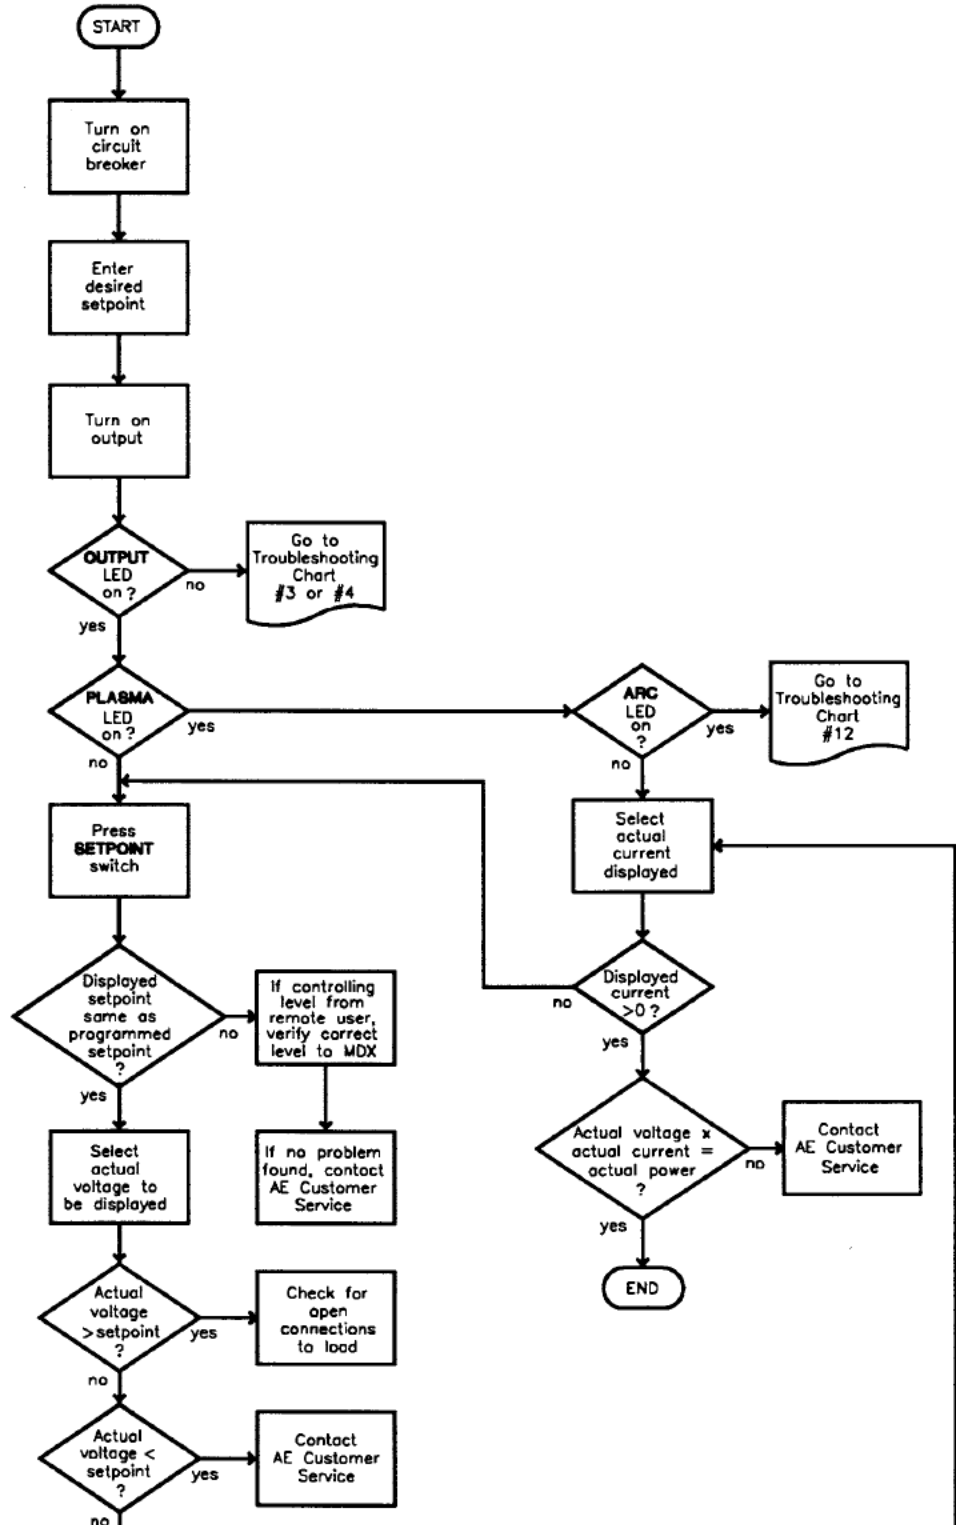 START
Turn on
circuit
breoker
Enter
desired
setpoint
Turn on
output
OUTPUT
LED
on ?
no
yes
Go to
Troubleshooting
Chart
#3 or #4
PLASMA
LED
on ?
yes
no
ARC
LED
on
?
yes
no
Go to
Troubleshooting
Chart
#12
Press
SETPOINT
switch
Select
actual
current
displayed
Displayed
setpoint
same as
programmed
setpoint
?
no
yes
If controlling
level from
remote user,
verify correct
level to MDX
If no problem
found, contact
AE Customer
Service
Displayed
current
>0 ?
no
yes
Select
actual
voltage to
be displayed
Actual voltage x
actual current =
actual power
?
no
yes
Contact
AE Customer
Service
END
Actual
voltage
>setpoint
?
yes
no
Check for
open
connections
to load
Actual
voltage <
setpoint
?
yes
no
Contact
AE Customer
Service